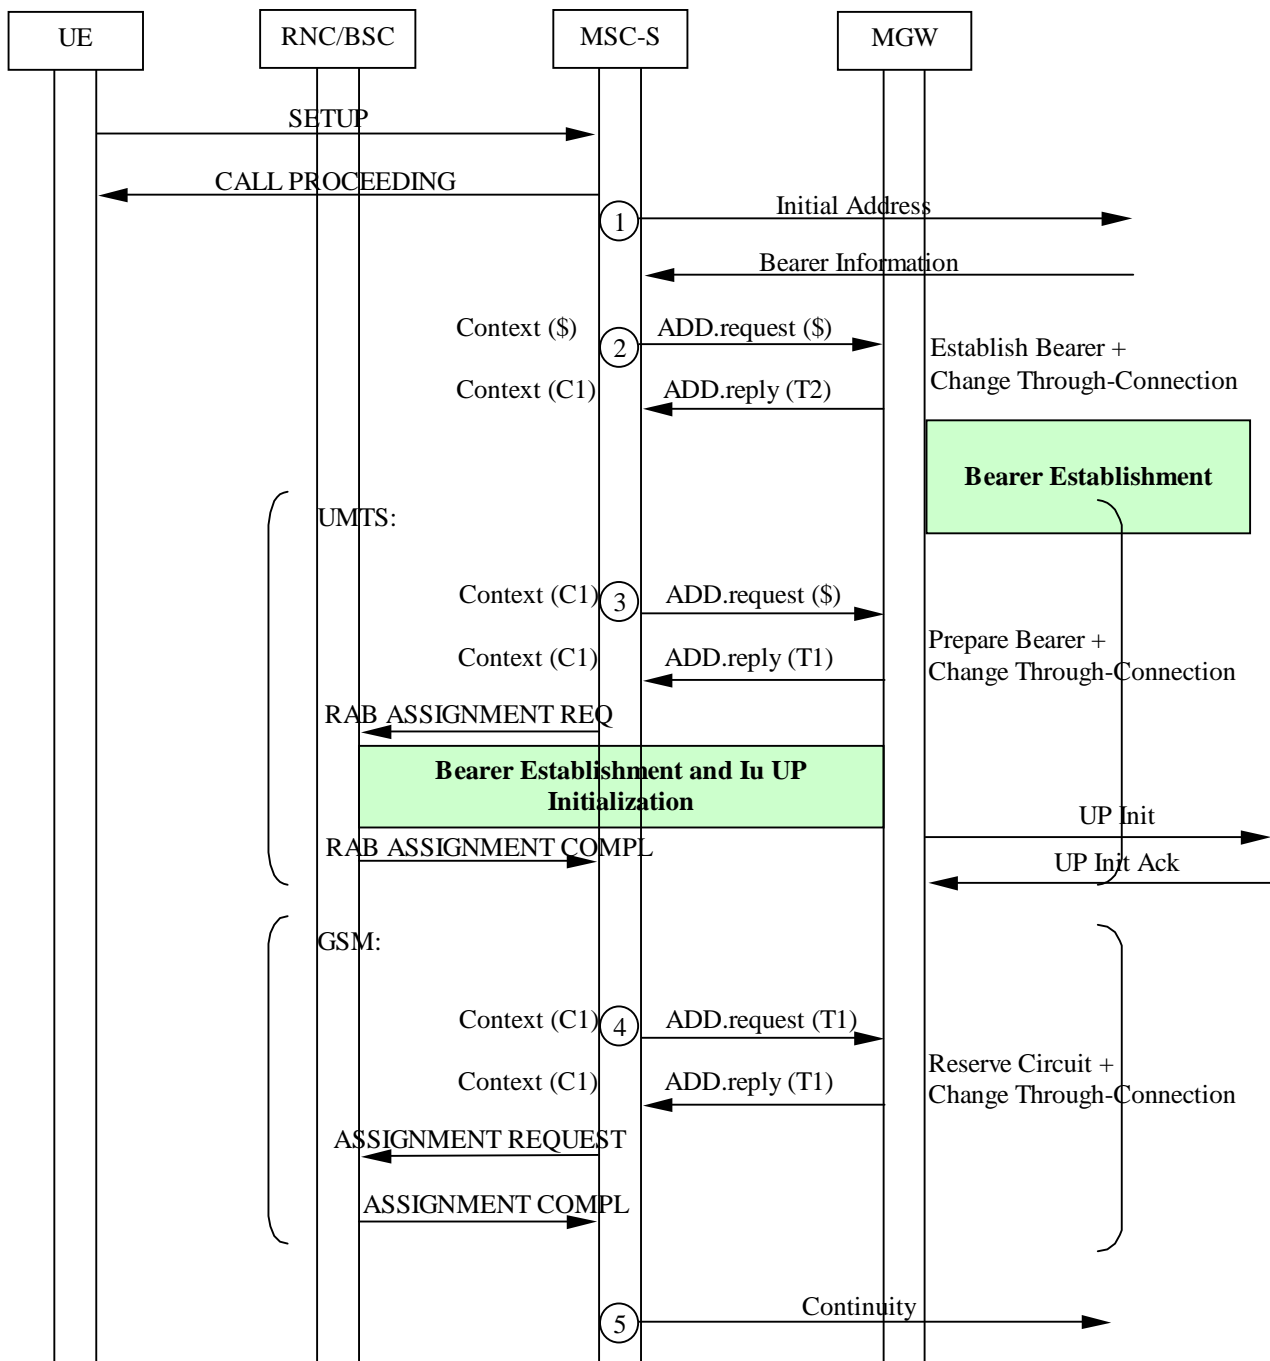 UE
RNC/BSC
MSC-S
MGW
SETUP
CALL PROCEEDING
1
Initial Address
Bearer Information
Context ($)
2
ADD.request ($)
Establish Bearer +
Change Through-Connection
Context (C1)
ADD.reply (T2)
Bearer Establishment
UMTS:
Context (C1)
3
ADD.request ($)
Prepare Bearer +
Change Through-Connection
Context (C1)
ADD.reply (T1)
RAB ASSIGNMENT REQ
Bearer Establishment and Iu UP
Initialization
UP Init
RAB ASSIGNMENT COMPL
UP Init Ack
GSM:
Context (C1)
4
ADD.request (T1)
Reserve Circuit +
Change Through-Connection
Context (C1)
ADD.reply (T1)
ASSIGNMENT REQUEST
ASSIGNMENT COMPL
5
Continuity